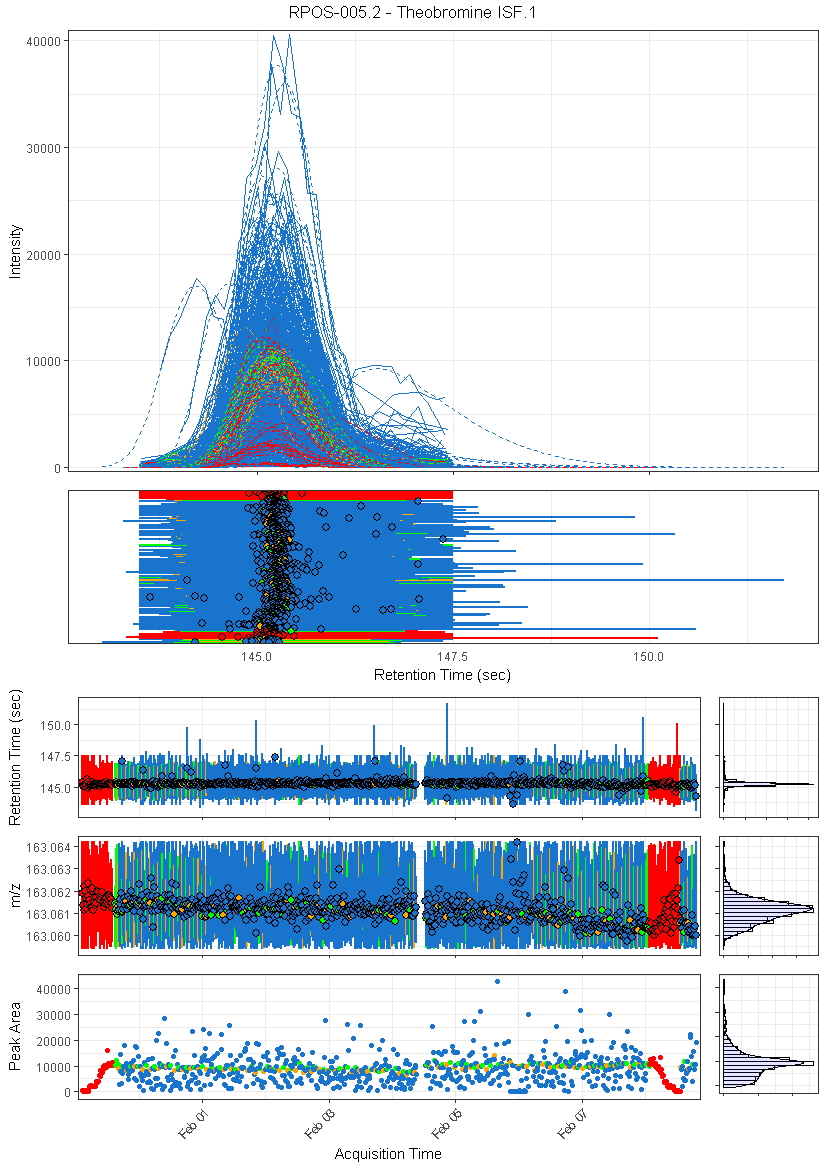 RPOS-005.2 - Theobromine ISF.1
40000
30000
20000
10000
0
Intensity
145.0
147.5
150.0
Retention Time (sec)
150.0
147.5
145.0
Retention Time (sec)
163.064
163.063
163.062
163.061
163.060
m/z
40000
30000
20000
10000
0
Peak Area
Feb 01
Feb 03
Feb 05
Feb 07
Acquisition Time